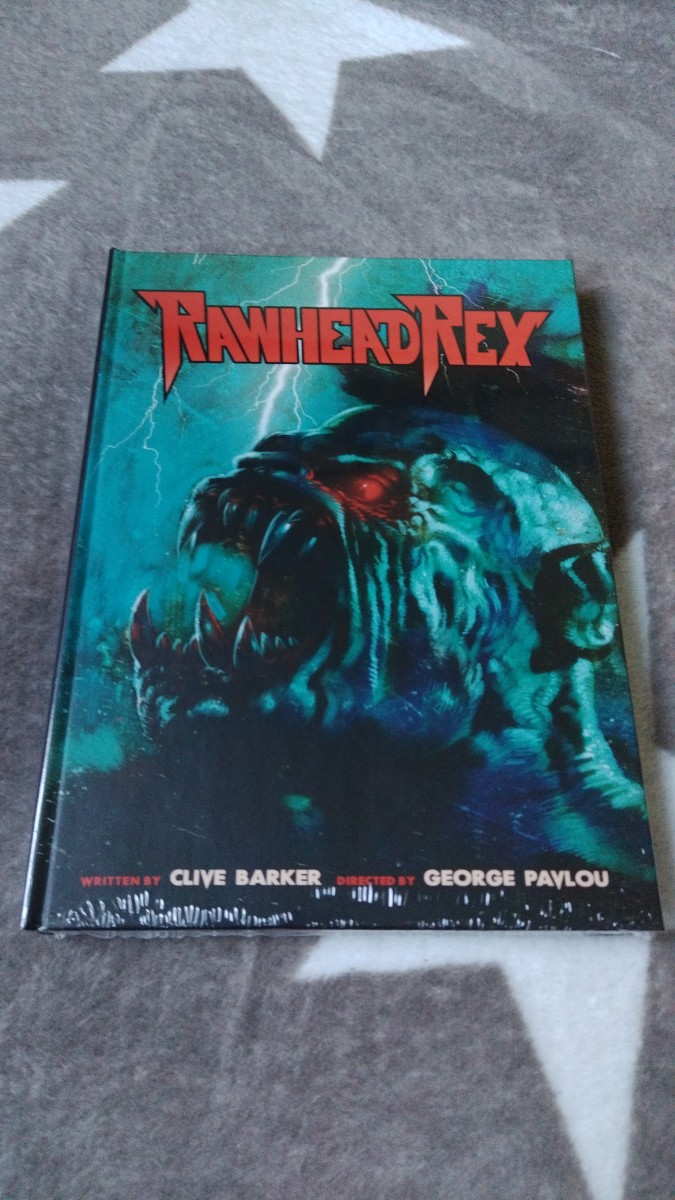 RAWHEAD REX
WRITTEN BY CLIVE BARKER DIRECTED BY GEORGE PAVLOU